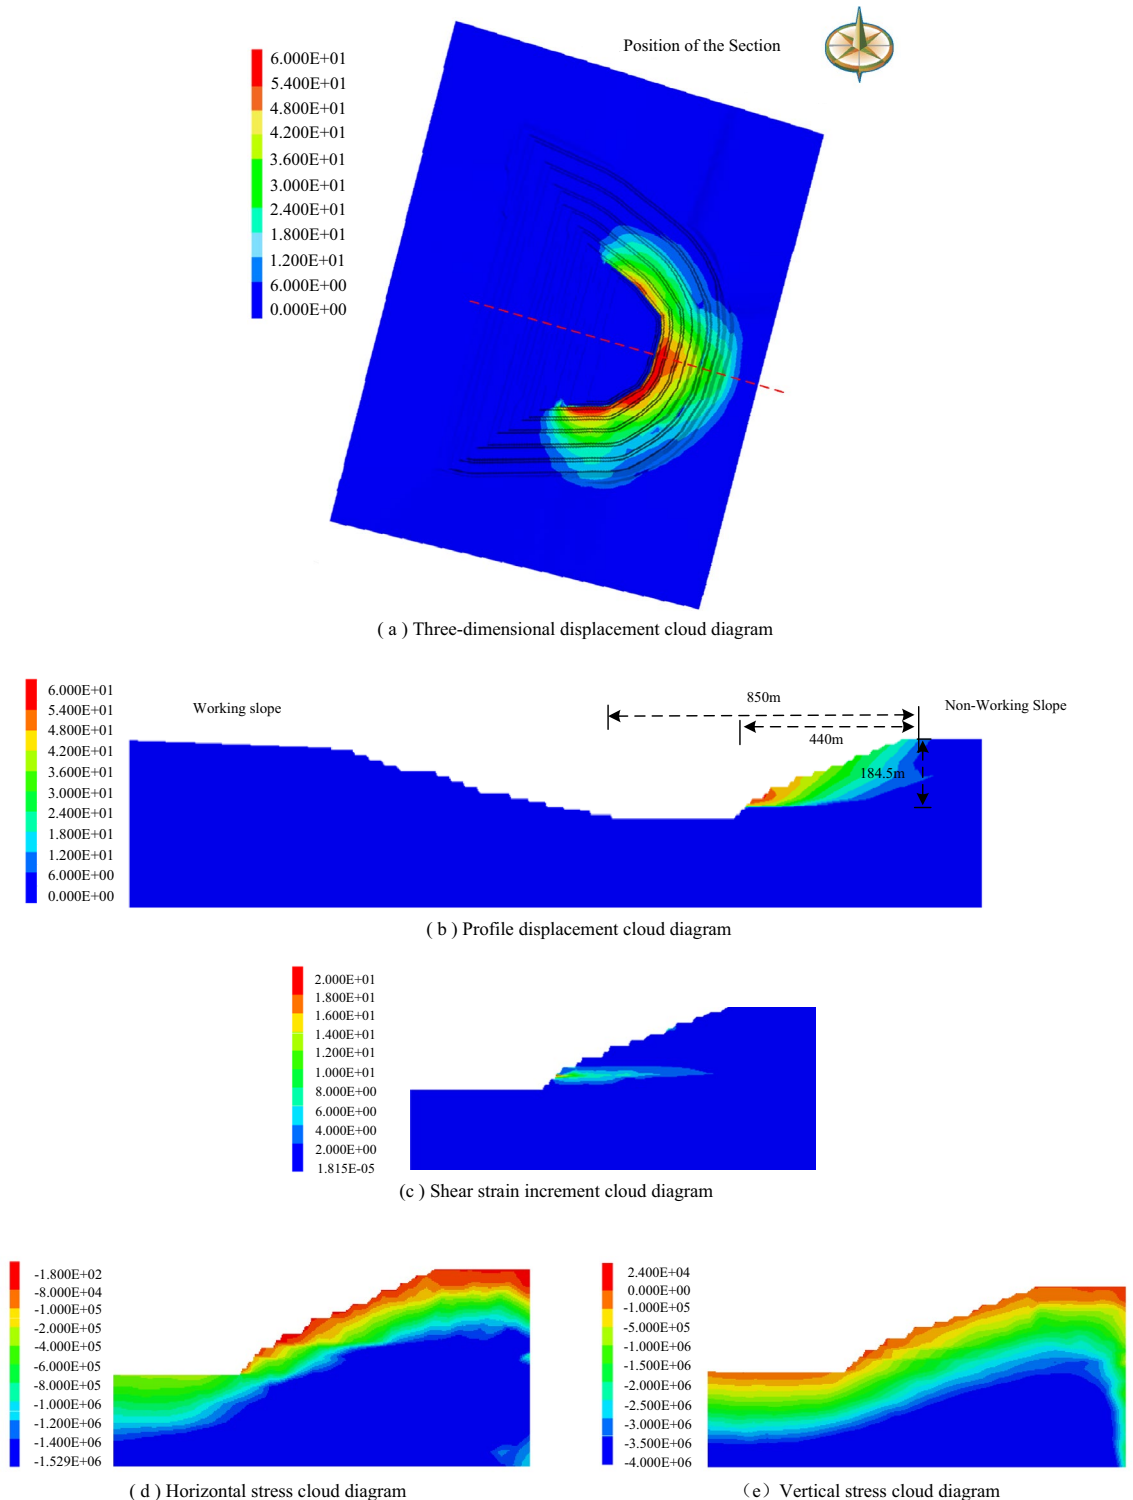 Position of the Section
6.000E+01
5.400E+01
4.800E+01
4.200E+01
3.600E+01
3.000E+01
2.400E+01
1.800E+01
1.200E+01
6.000E+00
0.000E+00
( a ) Three-dimensional displacement cloud diagram
6.000E+01
5.400E+01
4.800E+01
4.200E+01
3.600E+01
3.000E+01
2.400E+01
1.800E+01
1.200E+01
6.000E+00
0.000E+00
Working slope
850m
Non-Working Slope
440m
184.5m
( b ) Profile displacement cloud diagram
2.000E+01
1.800E+01
1.600E+01
1.400E+01
1.200E+01
1.000E+01
8.000E+00
6.000E+00
4.000E+00
2.000E+00
1.815E-05
(c ) Shear strain increment cloud diagram
-1.800E+02
-8.000E+04
-1.000E+05
-2.000E+05
-4.000E+05
-6.000E+05
-8.000E+05
-1.000E+06
-1.200E+06
-1.400E+06
-1.529E+06
( d ) Horizontal stress cloud diagram
2.400E+04
0.000E+00
-1.000E+05
-5.000E+05
-1.000E+06
-1.500E+06
-2.000E+06
-2.500E+06
-3.000E+06
-3.500E+06
-4.000E+06
（e） Vertical stress cloud diagram